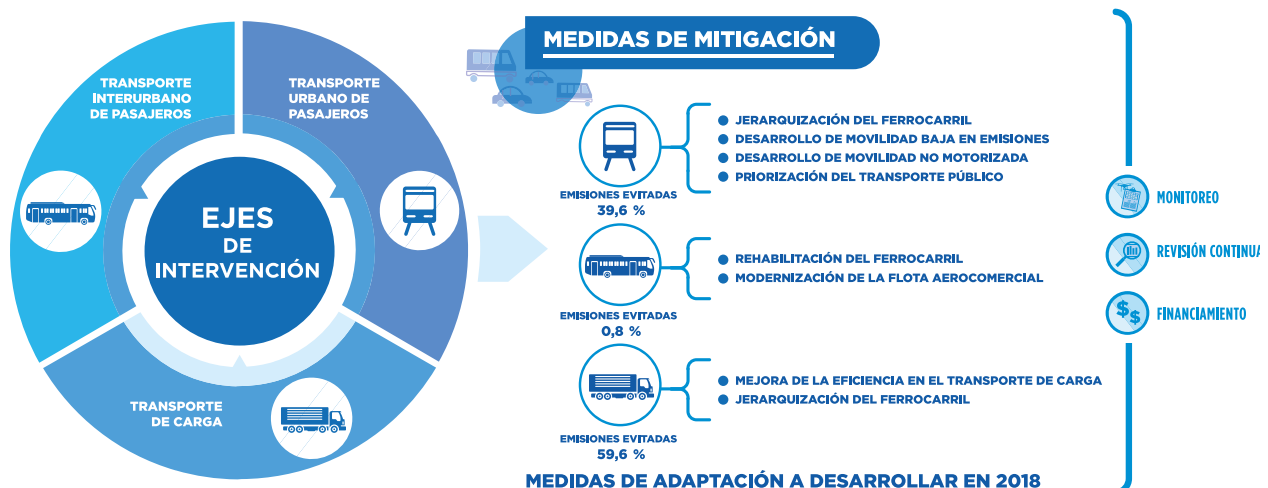 TRANSPORTE
INTERURBANO
DE PASAJEROS
TRANSPORTE
URBANO DE
PASAJEROS
EJES
DE
INTERVENCIÓN
TRANSPORTE
DE CARGA
MEDIDAS DE MITIGACIÓN
EMISIONES EVITADAS
39,6 %
JERARQUIZACIÓN DEL FERROCARRIL
DESARROLLO DE MOVILIDAD BAJA EN EMISIONES
DESARROLLO DE MOVILIDAD NO MOTORIZADA
PRIORIZACIÓN DEL TRANSPORTE PÚBLICO
EMISIONES EVITADAS
0,8 %
REHABILITACIÓN DEL FERROCARRIL
MODERNIZACIÓN DE LA FLOTA AEROCOMERCIAL
EMISIONES EVITADAS
59,6 %
MEJORA DE LA EFICIENCIA EN EL TRANSPORTE DE CARGA
JERARQUIZACIÓN DEL FERROCARRIL
MEDIDAS DE ADAPTACIÓN A DESARROLLAR EN 2018
MONITOREO
REVISIÓN CONTINUA
$ $
FINANCIAMIENTO